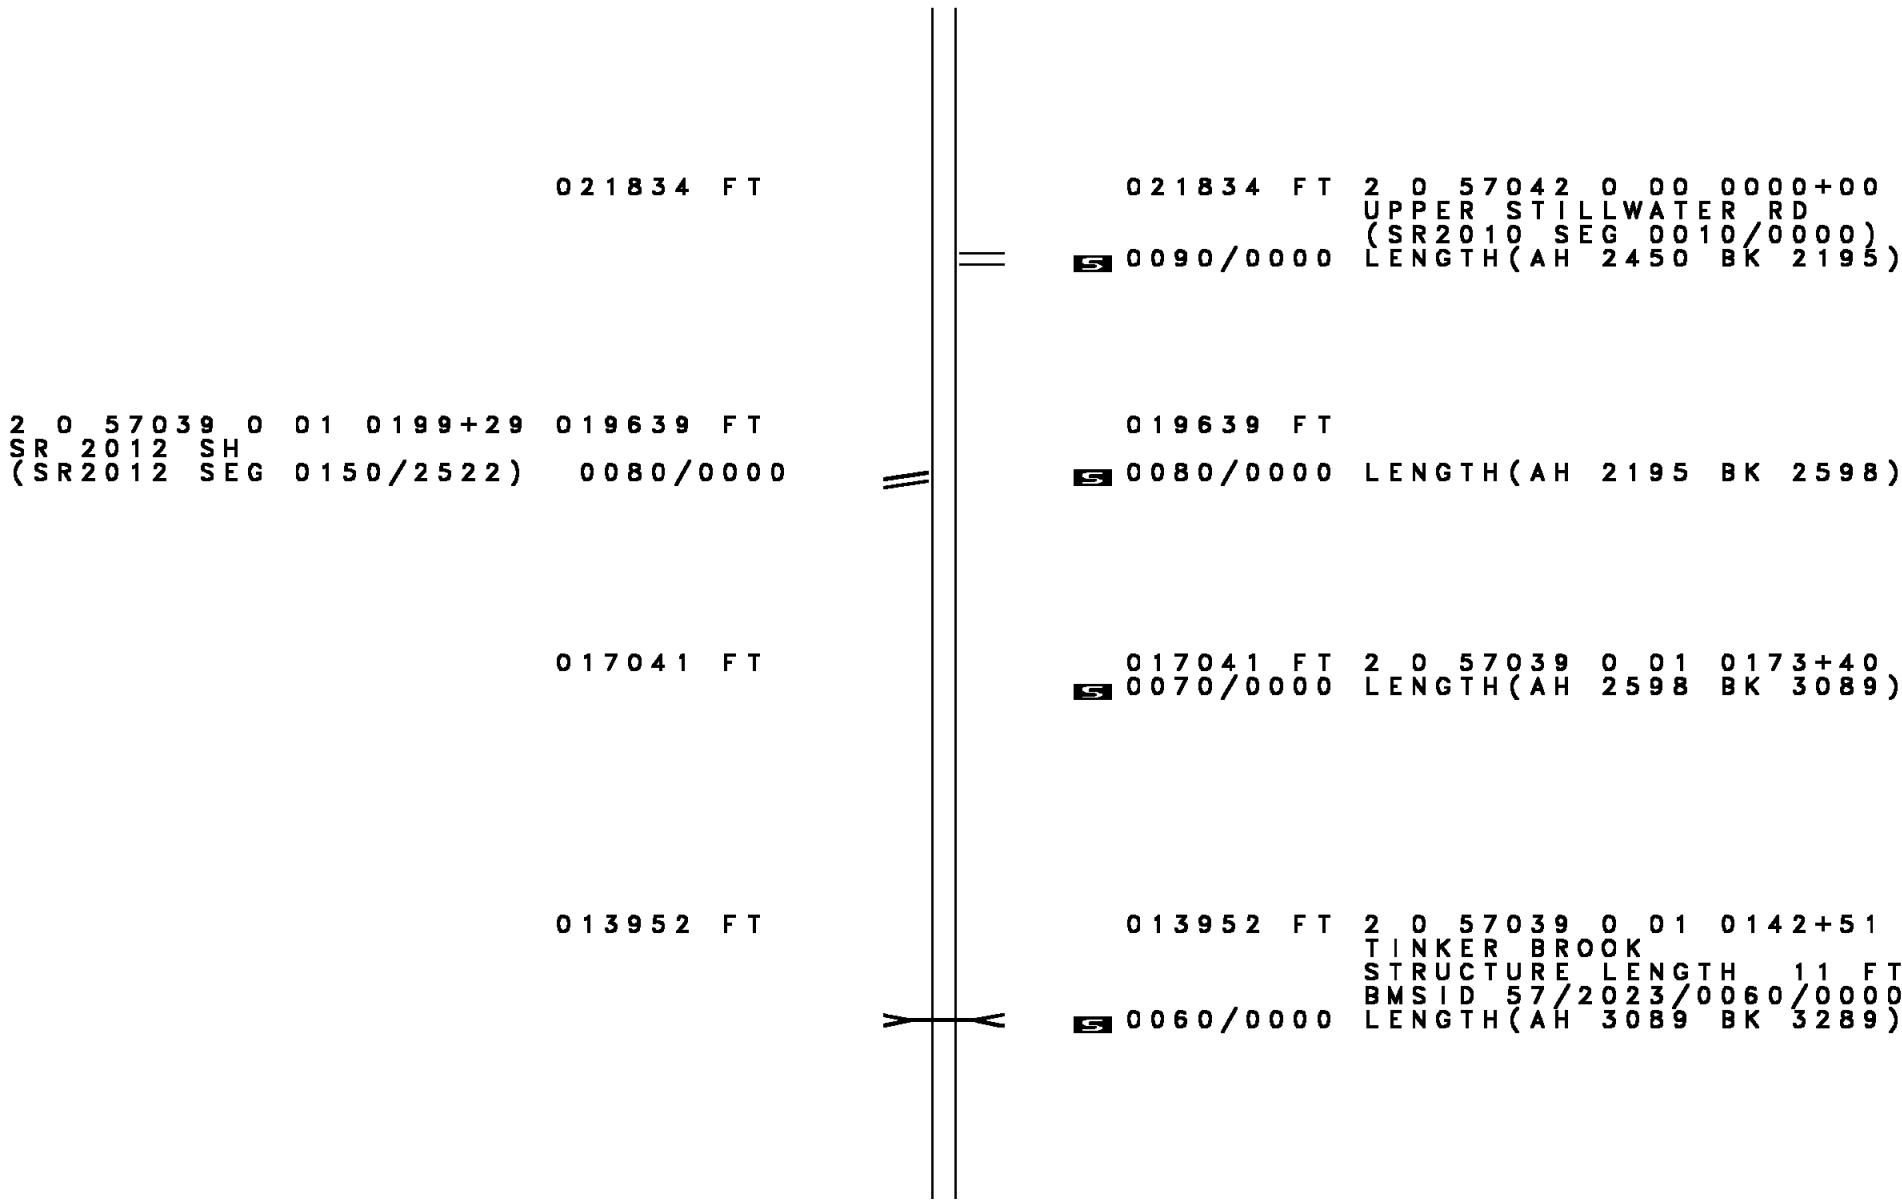 021834 FT 021834 FT 2 0 57042 0 00 0000+00
UPPER STILLWATER RD
(SR2010 SEG 0010/0000)
S 0090/0000 LENGTH(AH 2450 BK 2195)
2 0 57039 0 01 0199+29 019639 FT 019639 FT
SR 2012 SH
(SR2012 SEG 0150/2522) 0080/0000 S 0080/0000 LENGTH(AH 2195 BK 2598)
017041 FT 017041 FT 2 0 57039 0 01 0173+40
S 0070/0000 LENGTH(AH 2598 BK 3089)
013952 FT 013952 FT 2 0 57039 0 01 0142+51
TINKER BROOK
STRUCTURE LENGTH 11 FT
BMSID 57/2023/0060/0000
S 0060/0000 LENGTH(AH 3089 BK 3289)